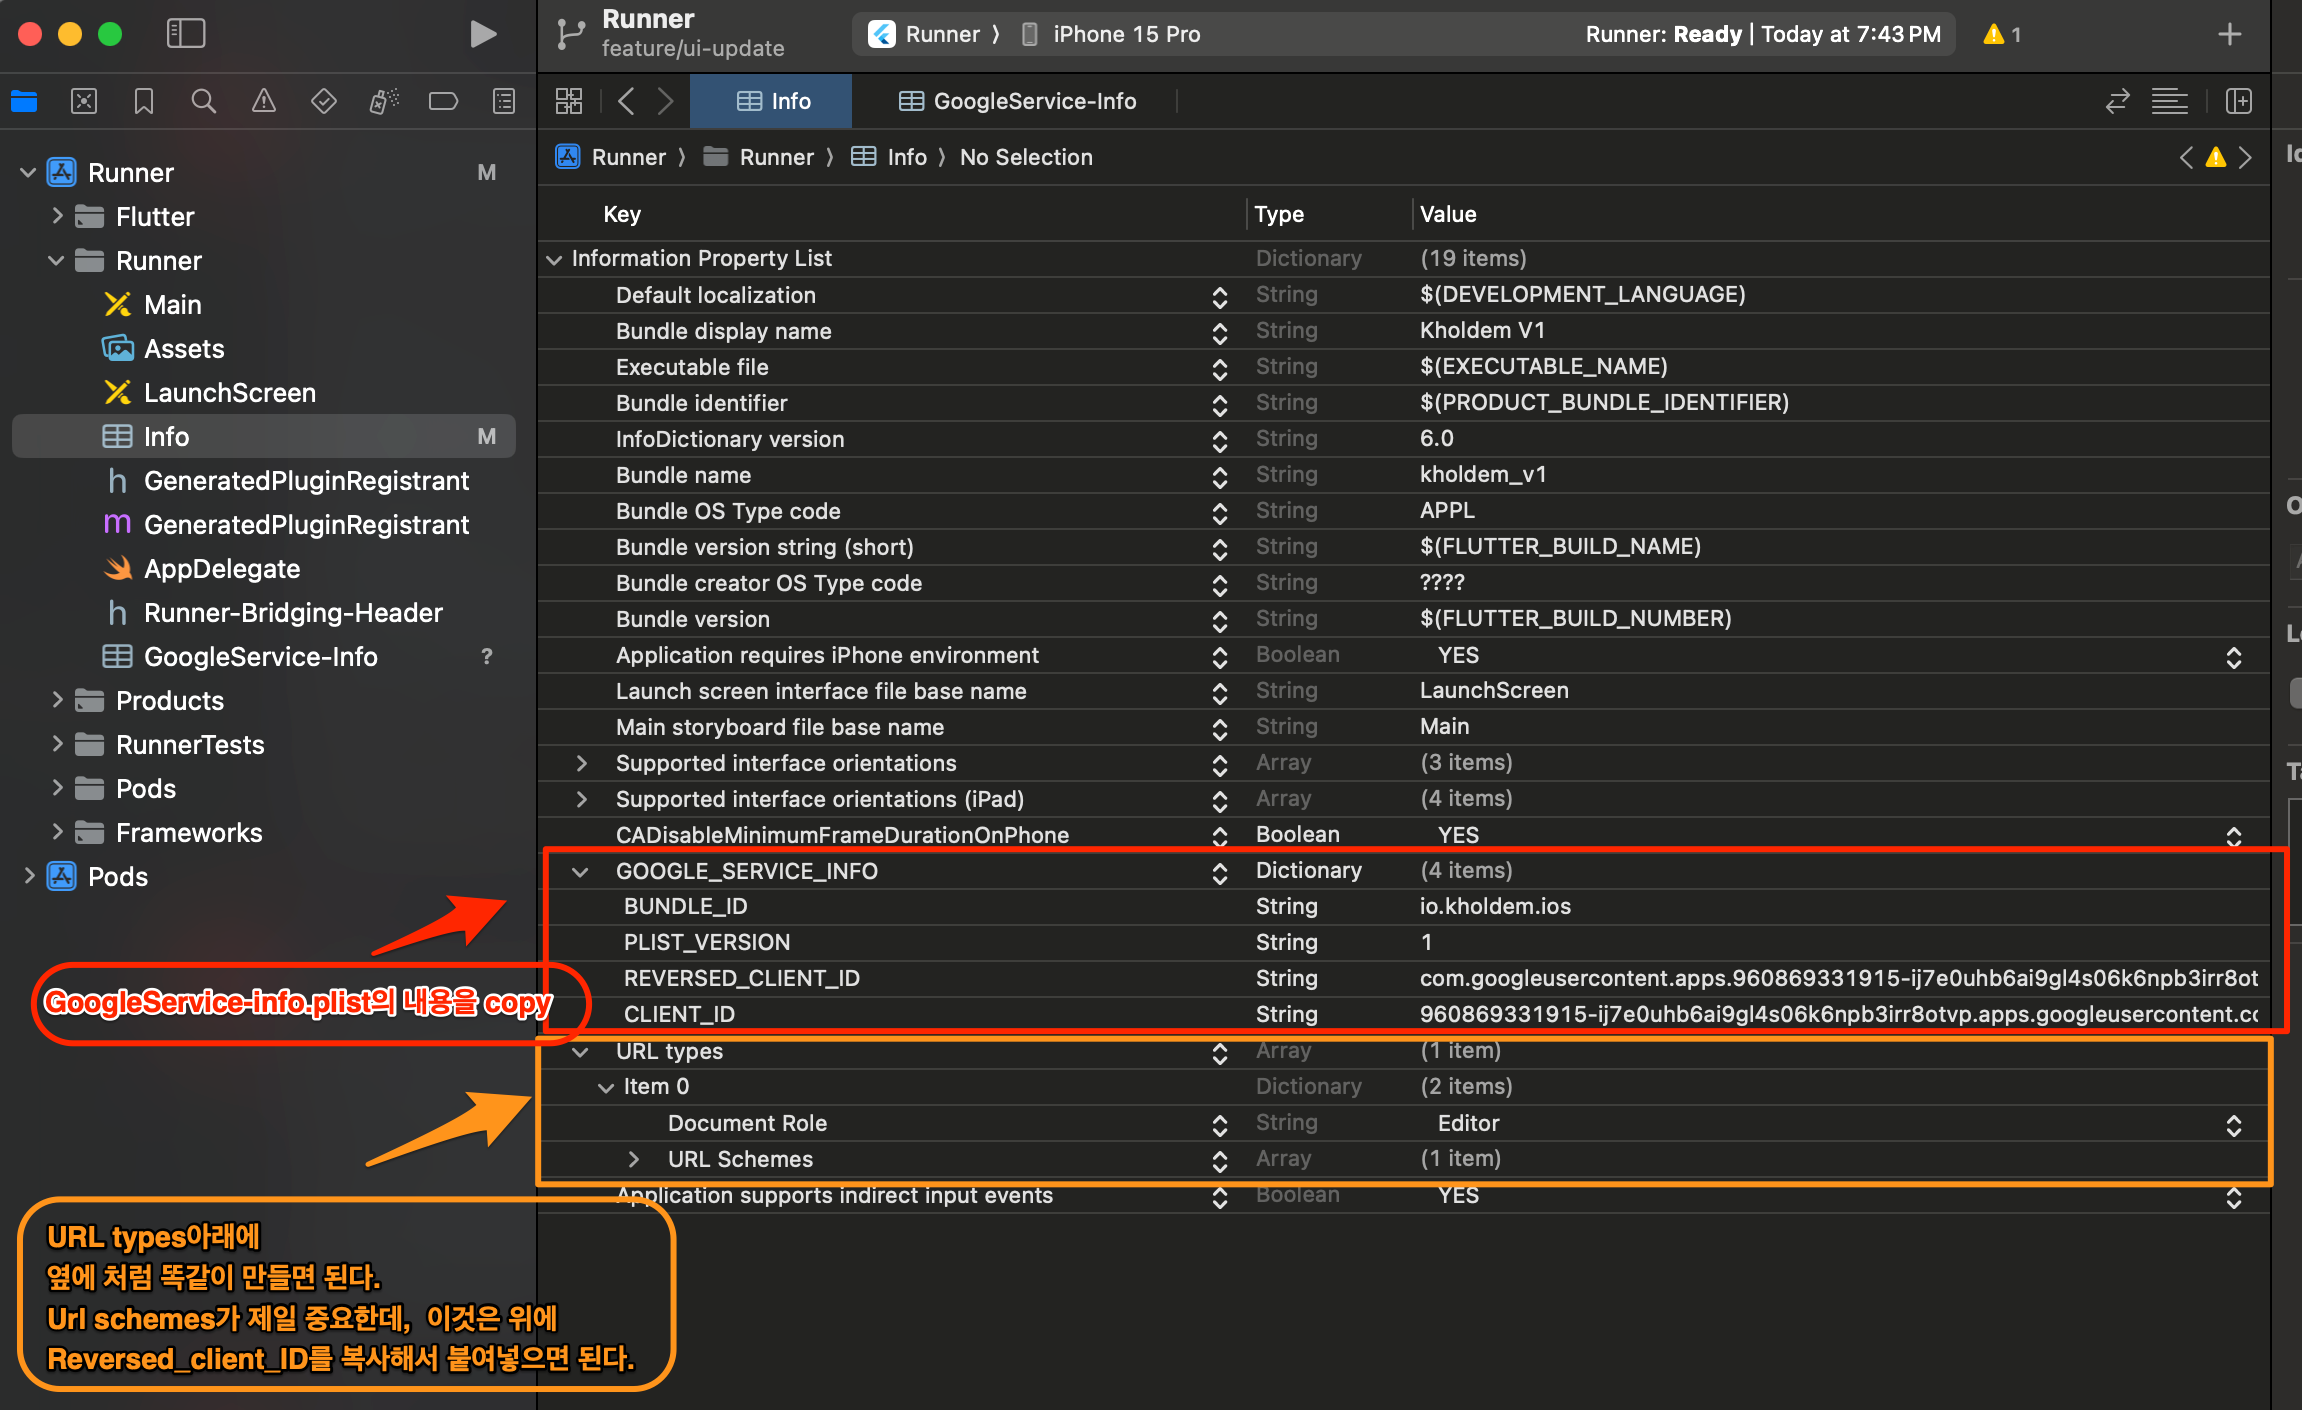 Runner
feature/ui-update
Runner 〉 iPhone 15 Pro
Runner: Ready | Today at 7:43 PM
1
Info
GoogleService-Info
Runner 〉 Runner 〉 Info 〉 No Selection
Runner M
Flutter
Runner
Main
Assets
LaunchScreen
Info M
GeneratedPluginRegistrant
GeneratedPluginRegistrant
AppDelegate
Runner-Bridging-Header
GoogleService-Info ?
Products
RunnerTests
Pods
Frameworks
Pods
Key Type Value
Information Property List Dictionary (19 items)
Default localization String $(DEVELOPMENT_LANGUAGE)
Bundle display name String Kholdem V1
Executable file String $(EXECUTABLE_NAME)
Bundle identifier String $(PRODUCT_BUNDLE_IDENTIFIER)
InfoDictionary version String 6.0
Bundle name String kholdem_v1
Bundle OS Type code String APPL
Bundle version string (short) String $(FLUTTER_BUILD_NAME)
Bundle creator OS Type code String ????
Bundle version String $(FLUTTER_BUILD_NUMBER)
Application requires iPhone environment Boolean YES
Launch screen interface file base name String LaunchScreen
Main storyboard file base name String Main
Supported interface orientations Array (3 items)
Supported interface orientations (iPad) Array (4 items)
CADisableMinimumFrameDurationOnPhone Boolean YES
GOOGLE_SERVICE_INFO Dictionary (4 items)
BUNDLE_ID String io.kholdem.ios
PLIST_VERSION String 1
REVERSED_CLIENT_ID String com.googleusercontent.apps.960869331915-ij7e0uhb6ai9gl4s06k6npb3irr8ot
CLIENT_ID String 960869331915-ij7e0uhb6ai9gl4s06k6npb3irr8otvp.apps.googleusercontent.cc
URL types Array (1 item)
Item 0 Dictionary (2 items)
Document Role String Editor
URL Schemes Array (1 item)
Application supports indirect input events Boolean YES
GoogleService-info.plist의 내용을 copy
URL types아래에
옆에 처럼 똑같이 만들면 된다.
Url schemes가 제일 중요한데, 이것은 위에
Reversed_client_ID를 복사해서 붙여넣으면 된다.